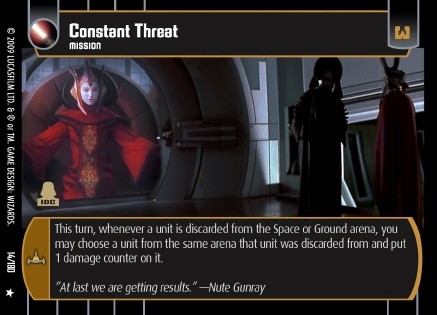 Constant Threat
MISSION
W
IDC
This turn, whenever a unit is discarded from the Space or Ground arena, you
may choose a unit from the same arena that unit was discarded from and put
1 damage counter on it.
"At last we are getting results." —Nute Gunray
© 2009 LUCASFILM LTD. & ® or TM. GAME DESIGN: WIZARDS.
14/180